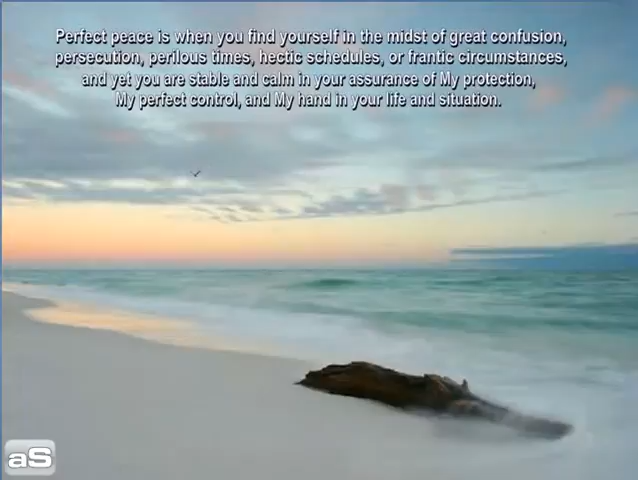 Perfect peace is when you find yourself in the midst of great confusion,
persecution, perilous times, hectic schedules, or frantic circumstances,
and yet you are stable and calm in your assurance of My protection,
My perfect control, and My hand in your life and situation.
aS